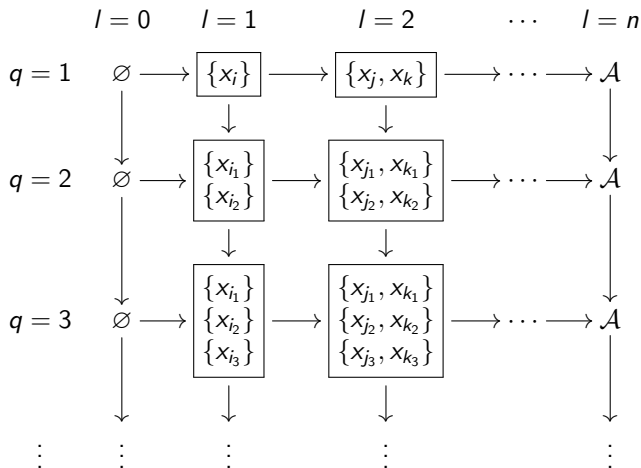 l = 0 l = 1 l = 2 ⋯ l = n
q = 1 ∅ {x_i} {x_j, x_k} ⋯ 𝒜
q = 2 ∅ {x_{i_1}} {x_{j_1}, x_{k_1}} ⋯ 𝒜
{x_{i_2}} {x_{j_2}, x_{k_2}}
q = 3 ∅ {x_{i_1}} {x_{j_1}, x_{k_1}} ⋯ 𝒜
{x_{i_2}} {x_{j_2}, x_{k_2}}
{x_{i_3}} {x_{j_3}, x_{k_3}}
⋮ ⋮ ⋮ ⋮ ⋮